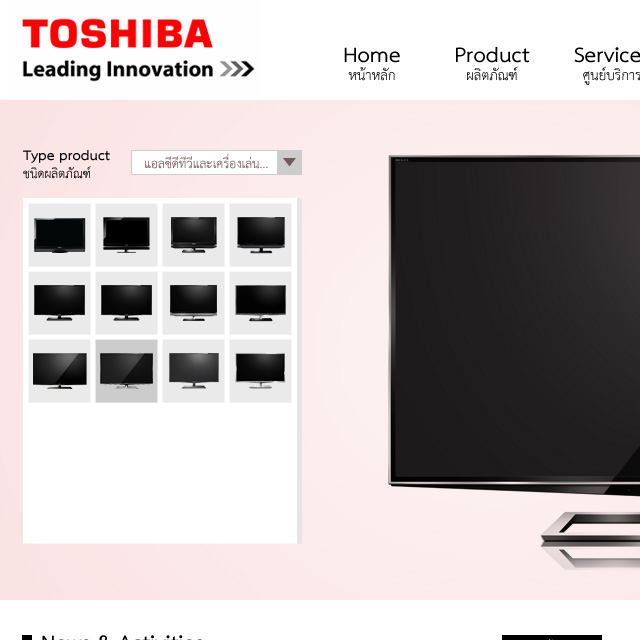 TOSHIBA
Leading Innovation
Home
หน้าหลัก
Product
ผลิตภัณฑ์
Service
ศูนย์บริการ
Type product
ชนิดผลิตภัณฑ์
แอลซีดีทีวีและเครื่องเล่น...
News & Activities